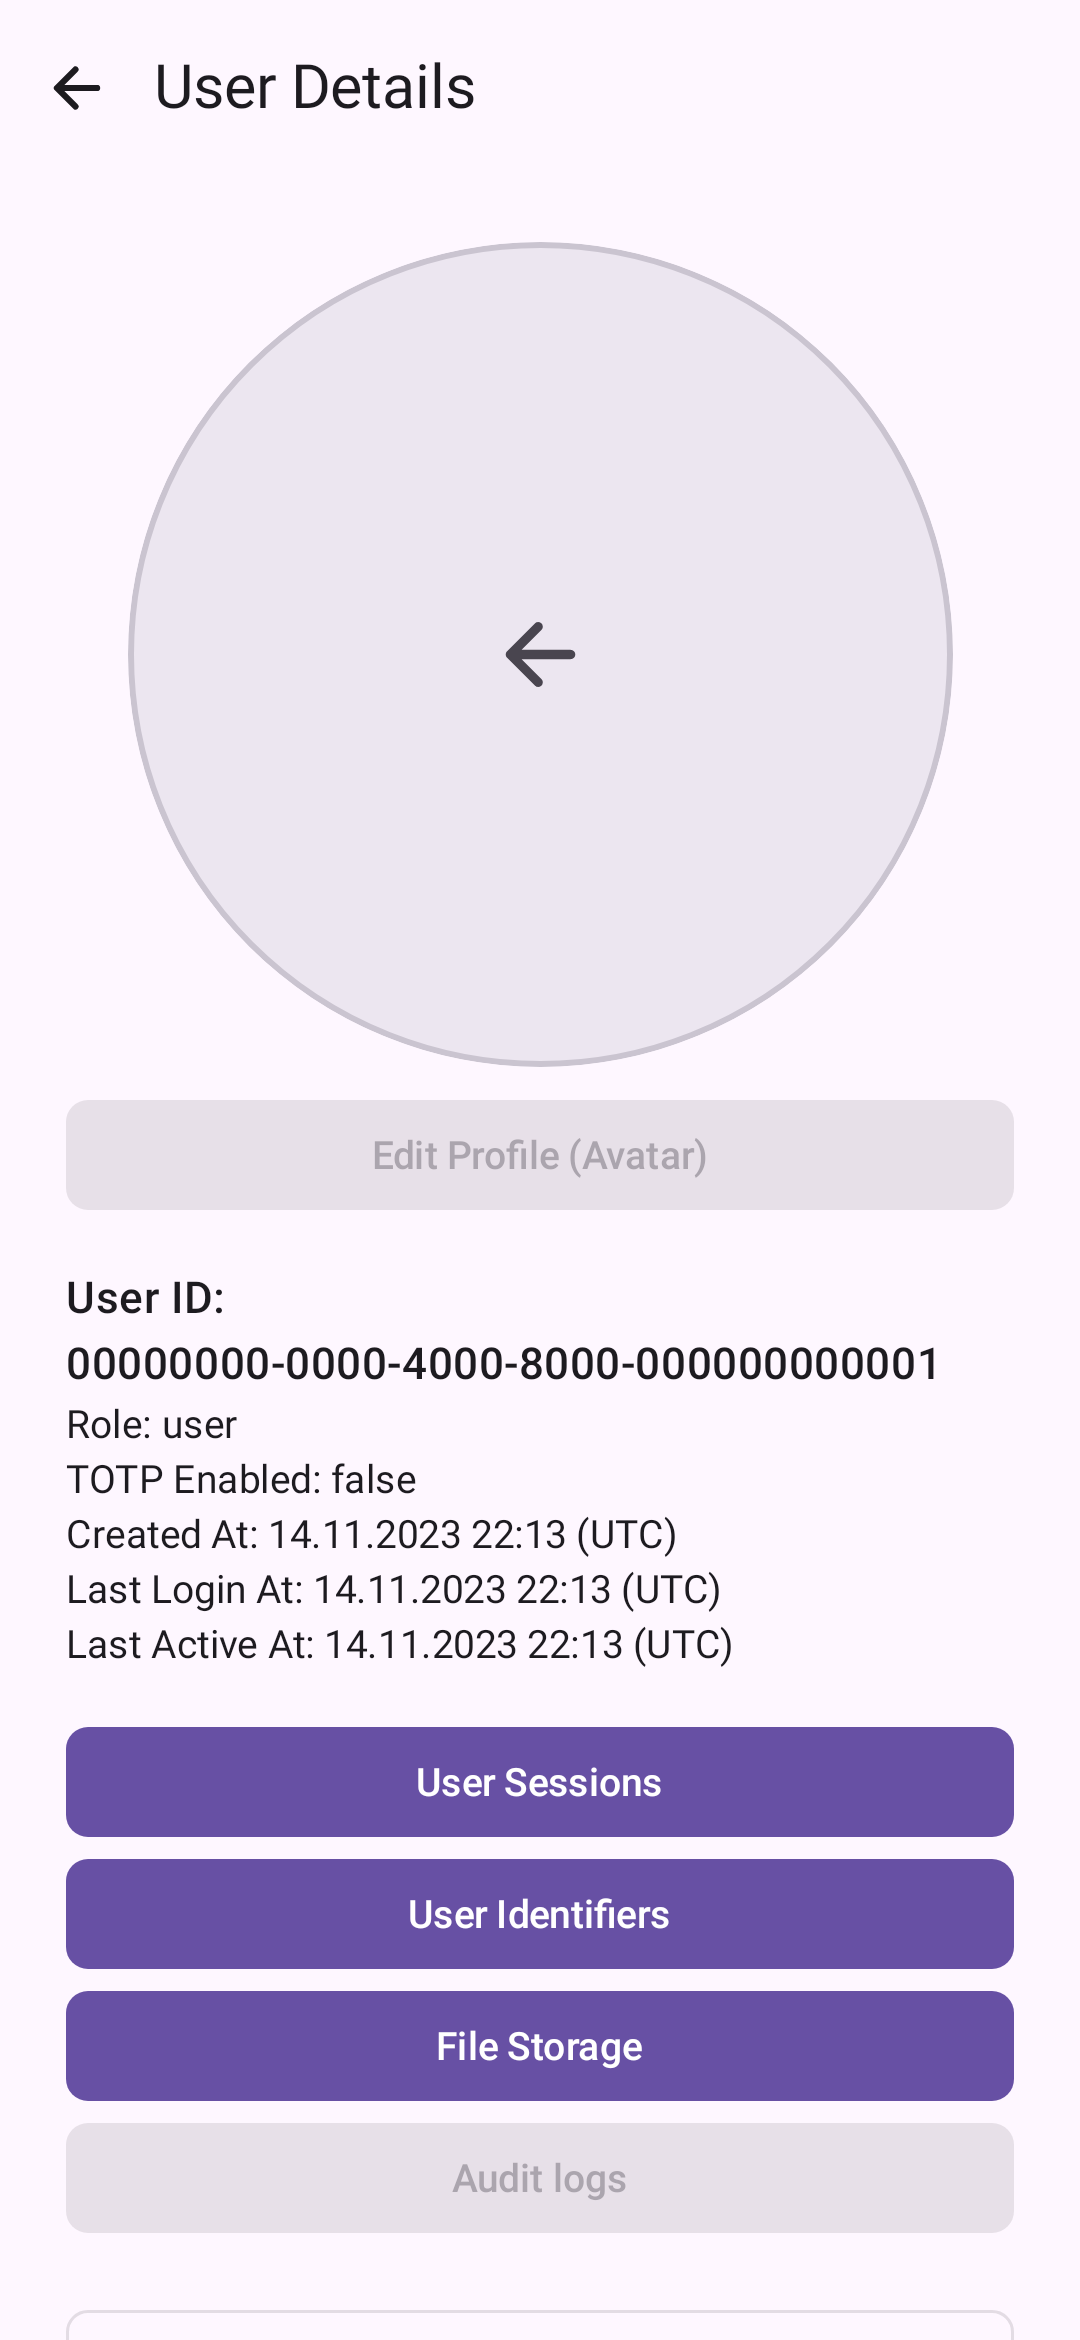 User Details
Edit Profile (Avatar)
User ID:
00000000-0000-4000-8000-000000000001
Role: user
TOTP Enabled: false
Created At: 14.11.2023 22:13 (UTC)
Last Login At: 14.11.2023 22:13 (UTC)
Last Active At: 14.11.2023 22:13 (UTC)
User Sessions
User Identifiers
File Storage
Audit logs